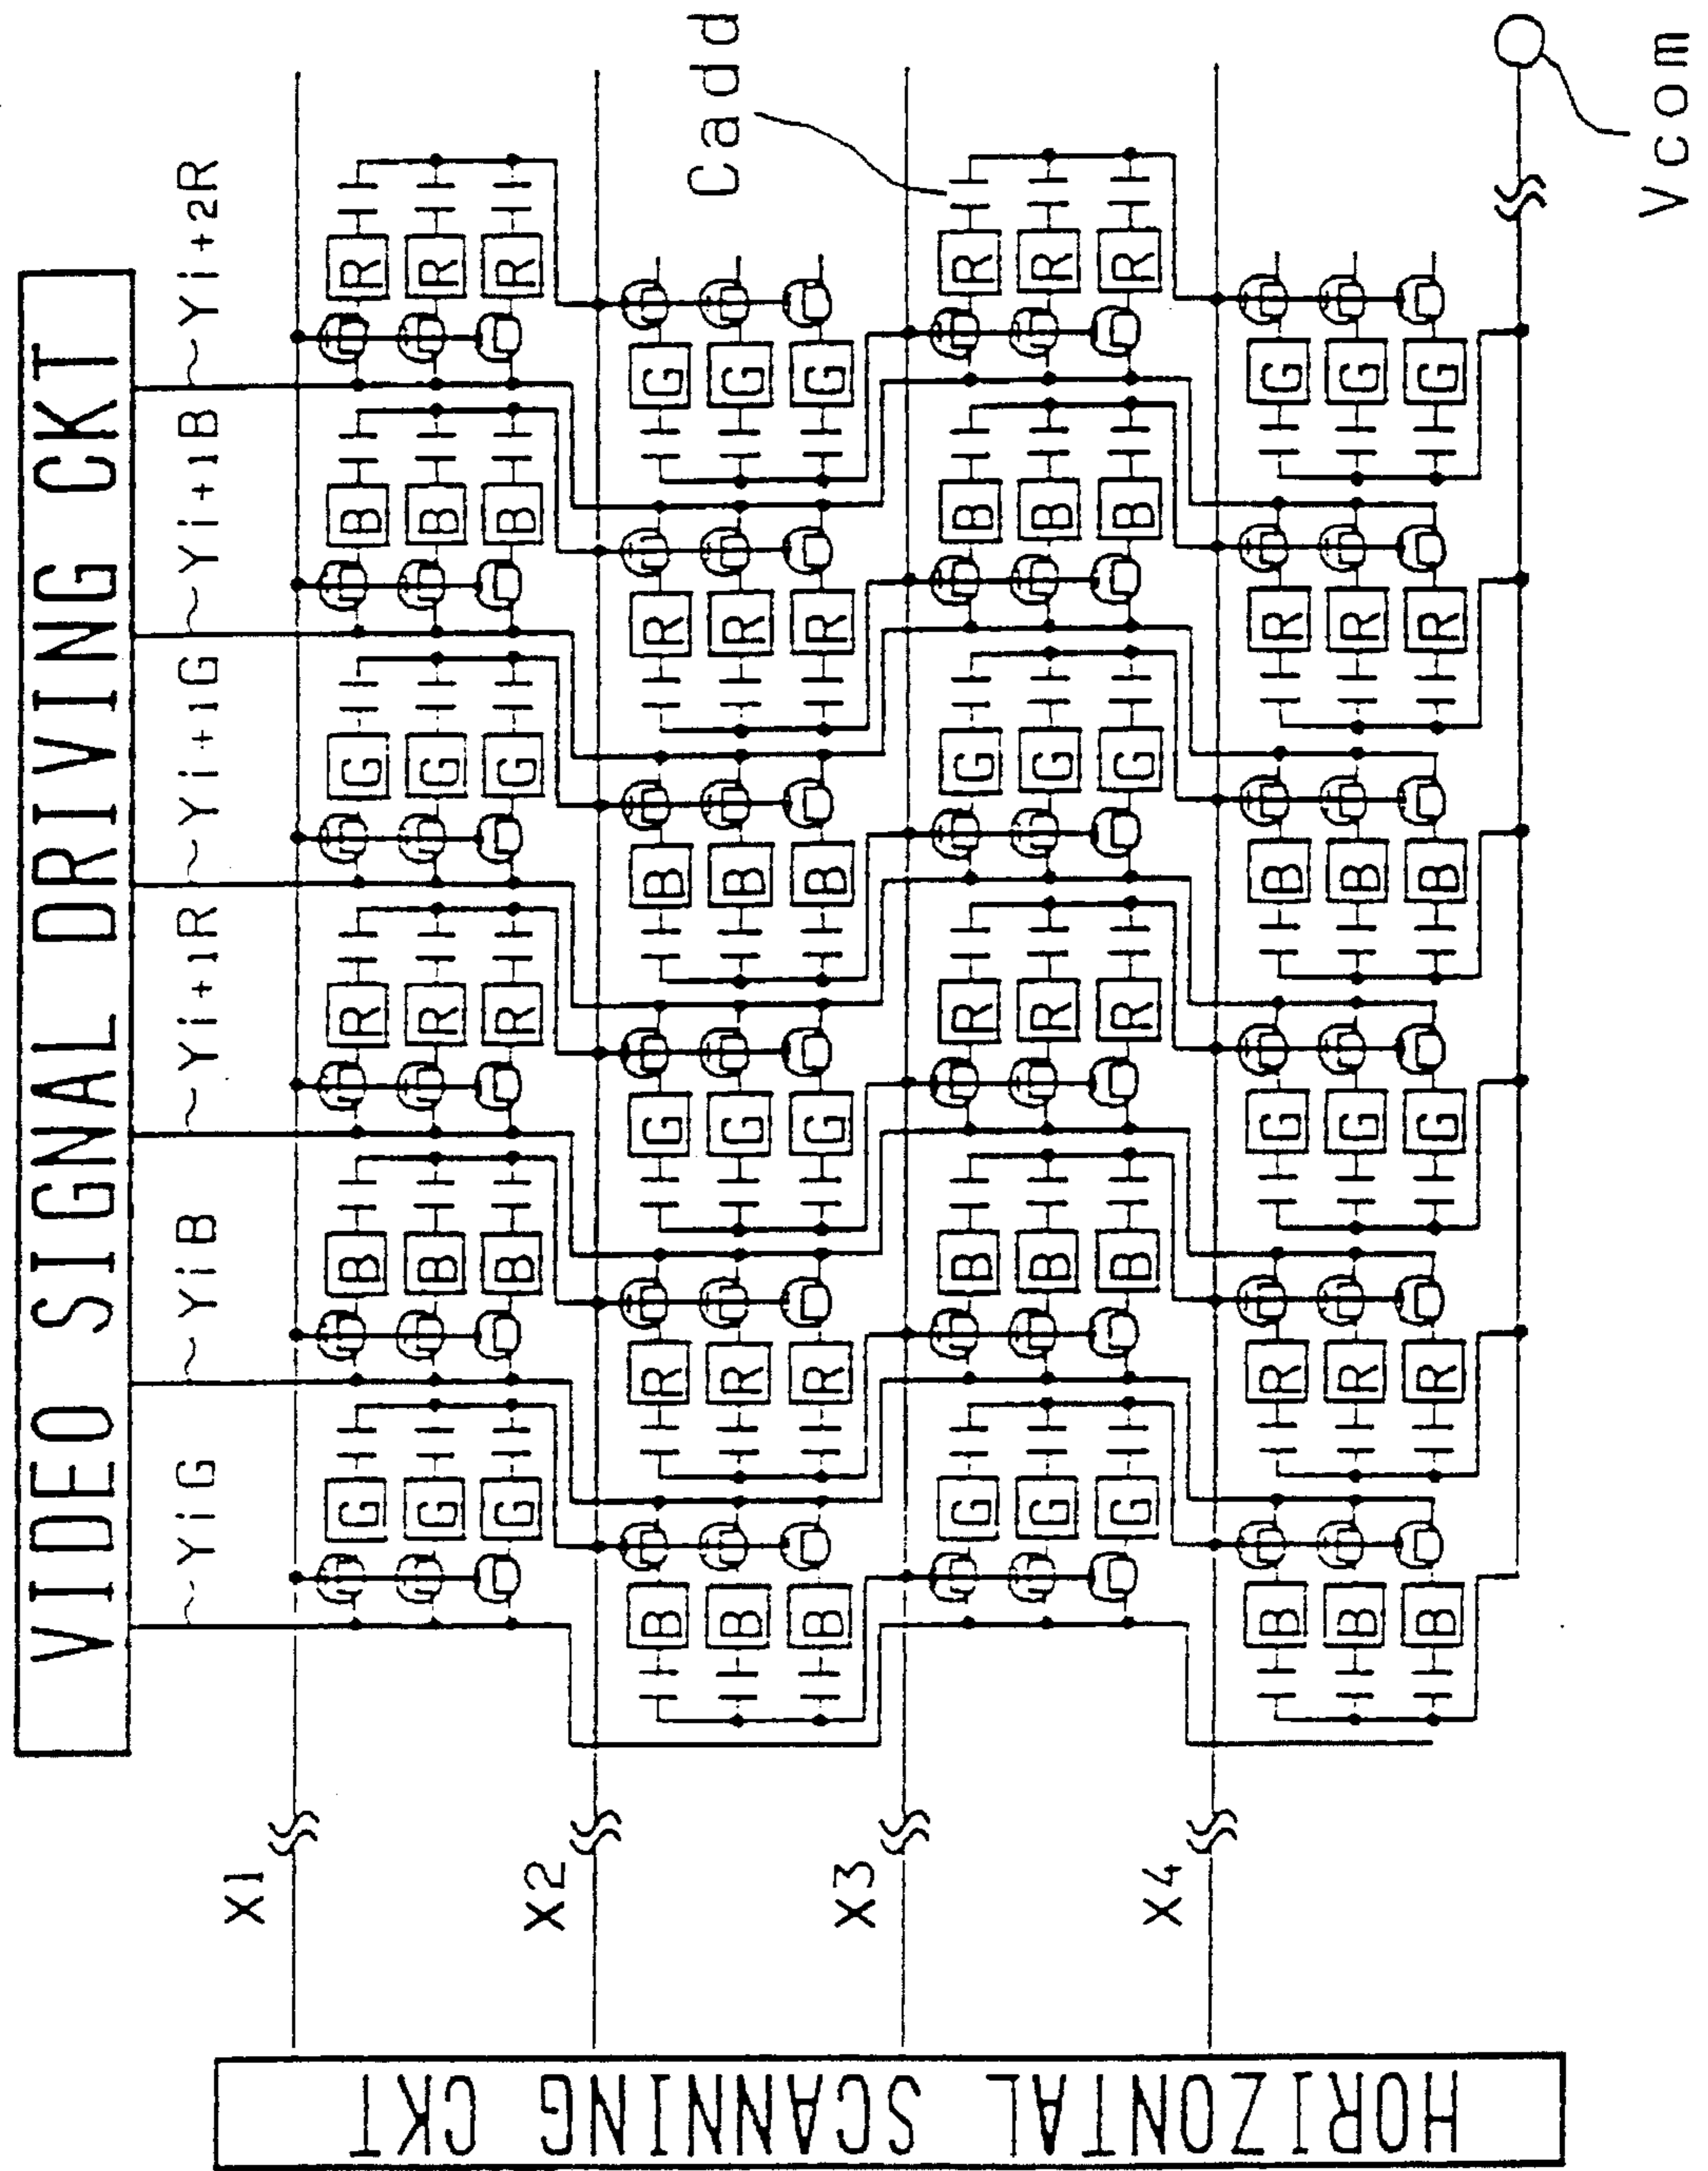 VIDEO SIGNAL DRIVING CKT
YiG YiB Yi+1R Yi+1G Yi+1B Yi+2R
HORIZONTAL SCANNING CKT
X1
G B R G B R
G B R G B R
G B R G B R
X2
B R G B R G
B R G B R G
B R G B R G
Cadd
X3
G B R G B R
G B R G B R
G B R G B R
X4
B R G B R G
B R G B R G
B R G B R G
Vcom